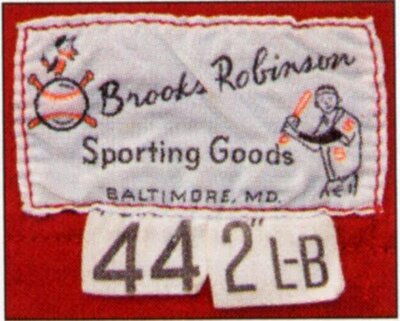 Brooks Robinson
Sporting Goods
BALTIMORE, MD.
44 2" L-B